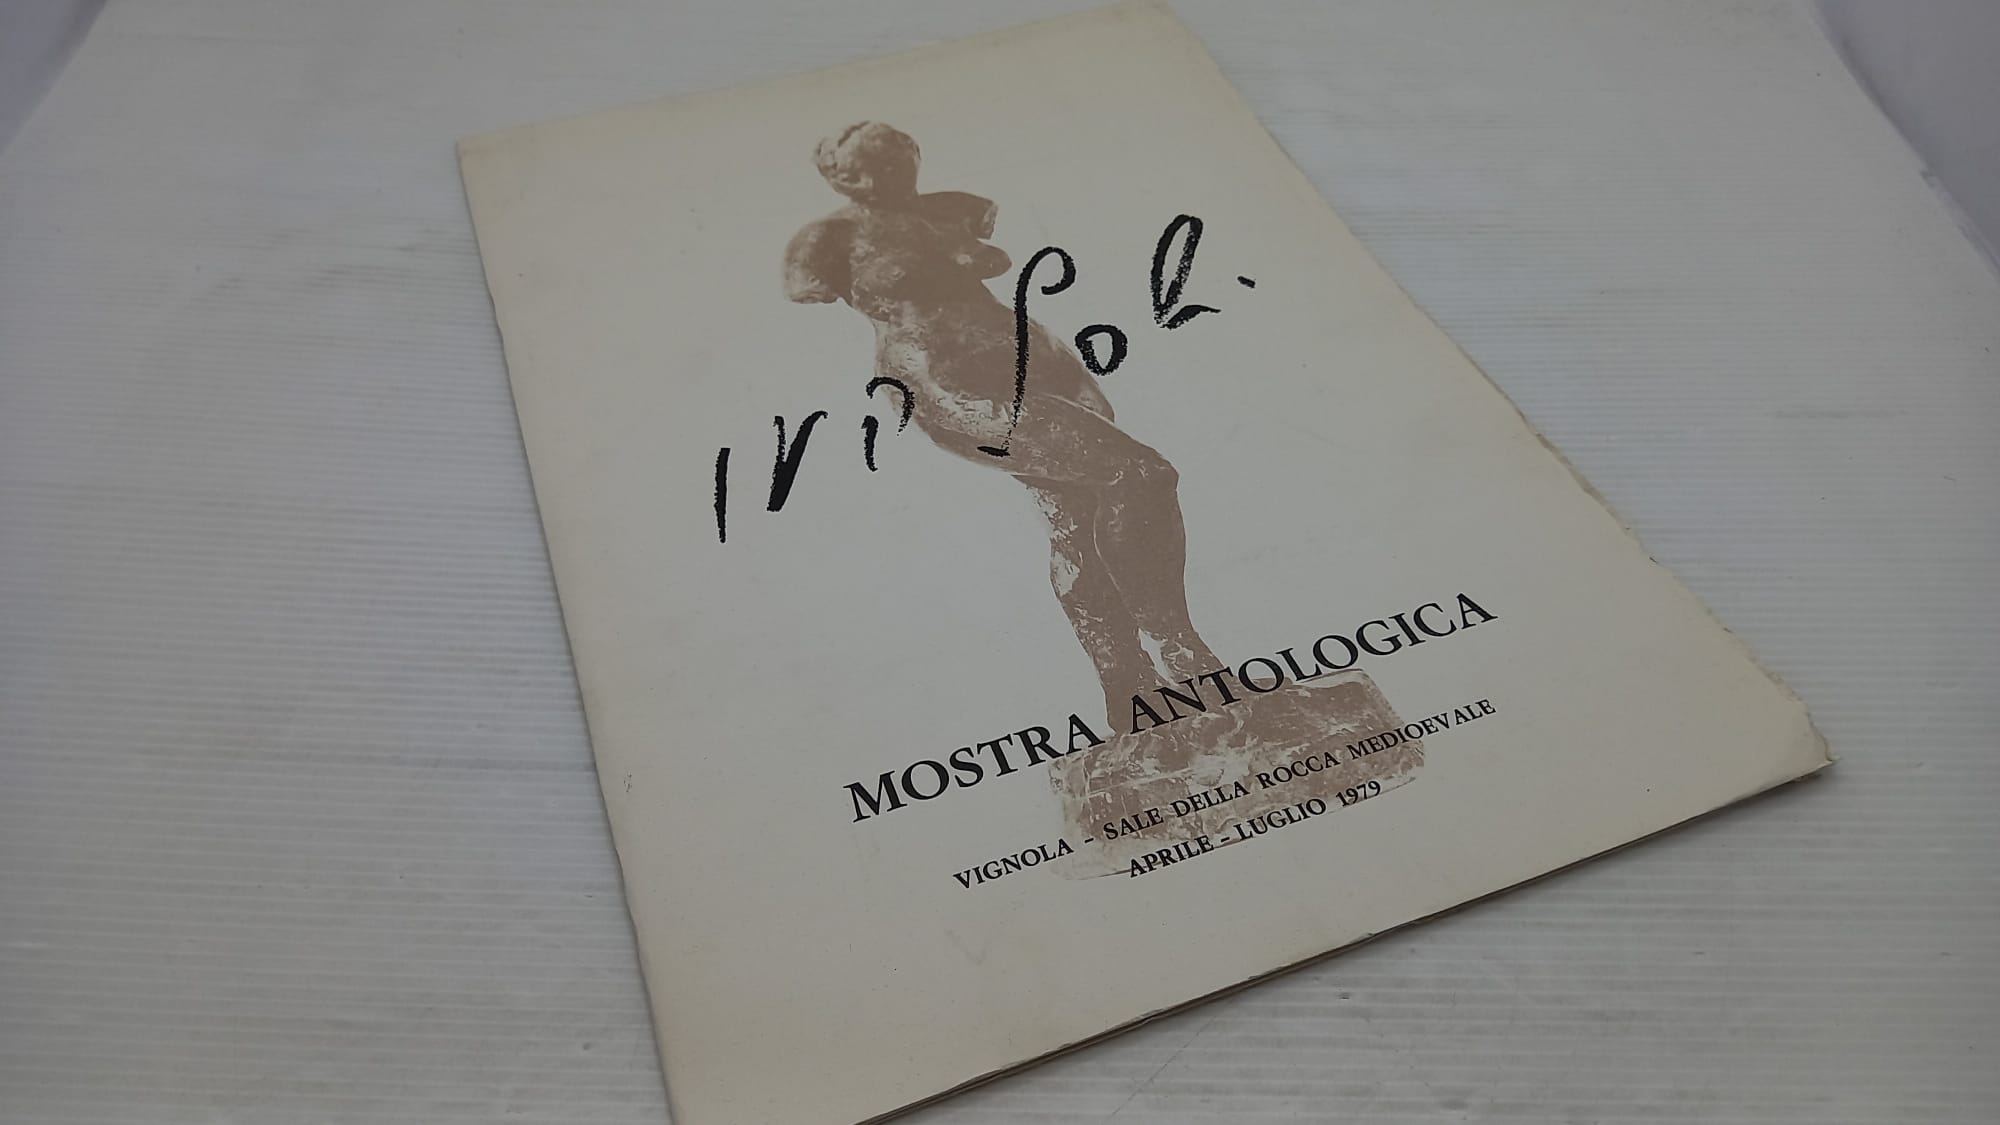 ivo Soli
MOSTRA ANTOLOGICA
VIGNOLA - SALE DELLA ROCCA MEDIOEVALE
APRILE - LUGLIO 1979